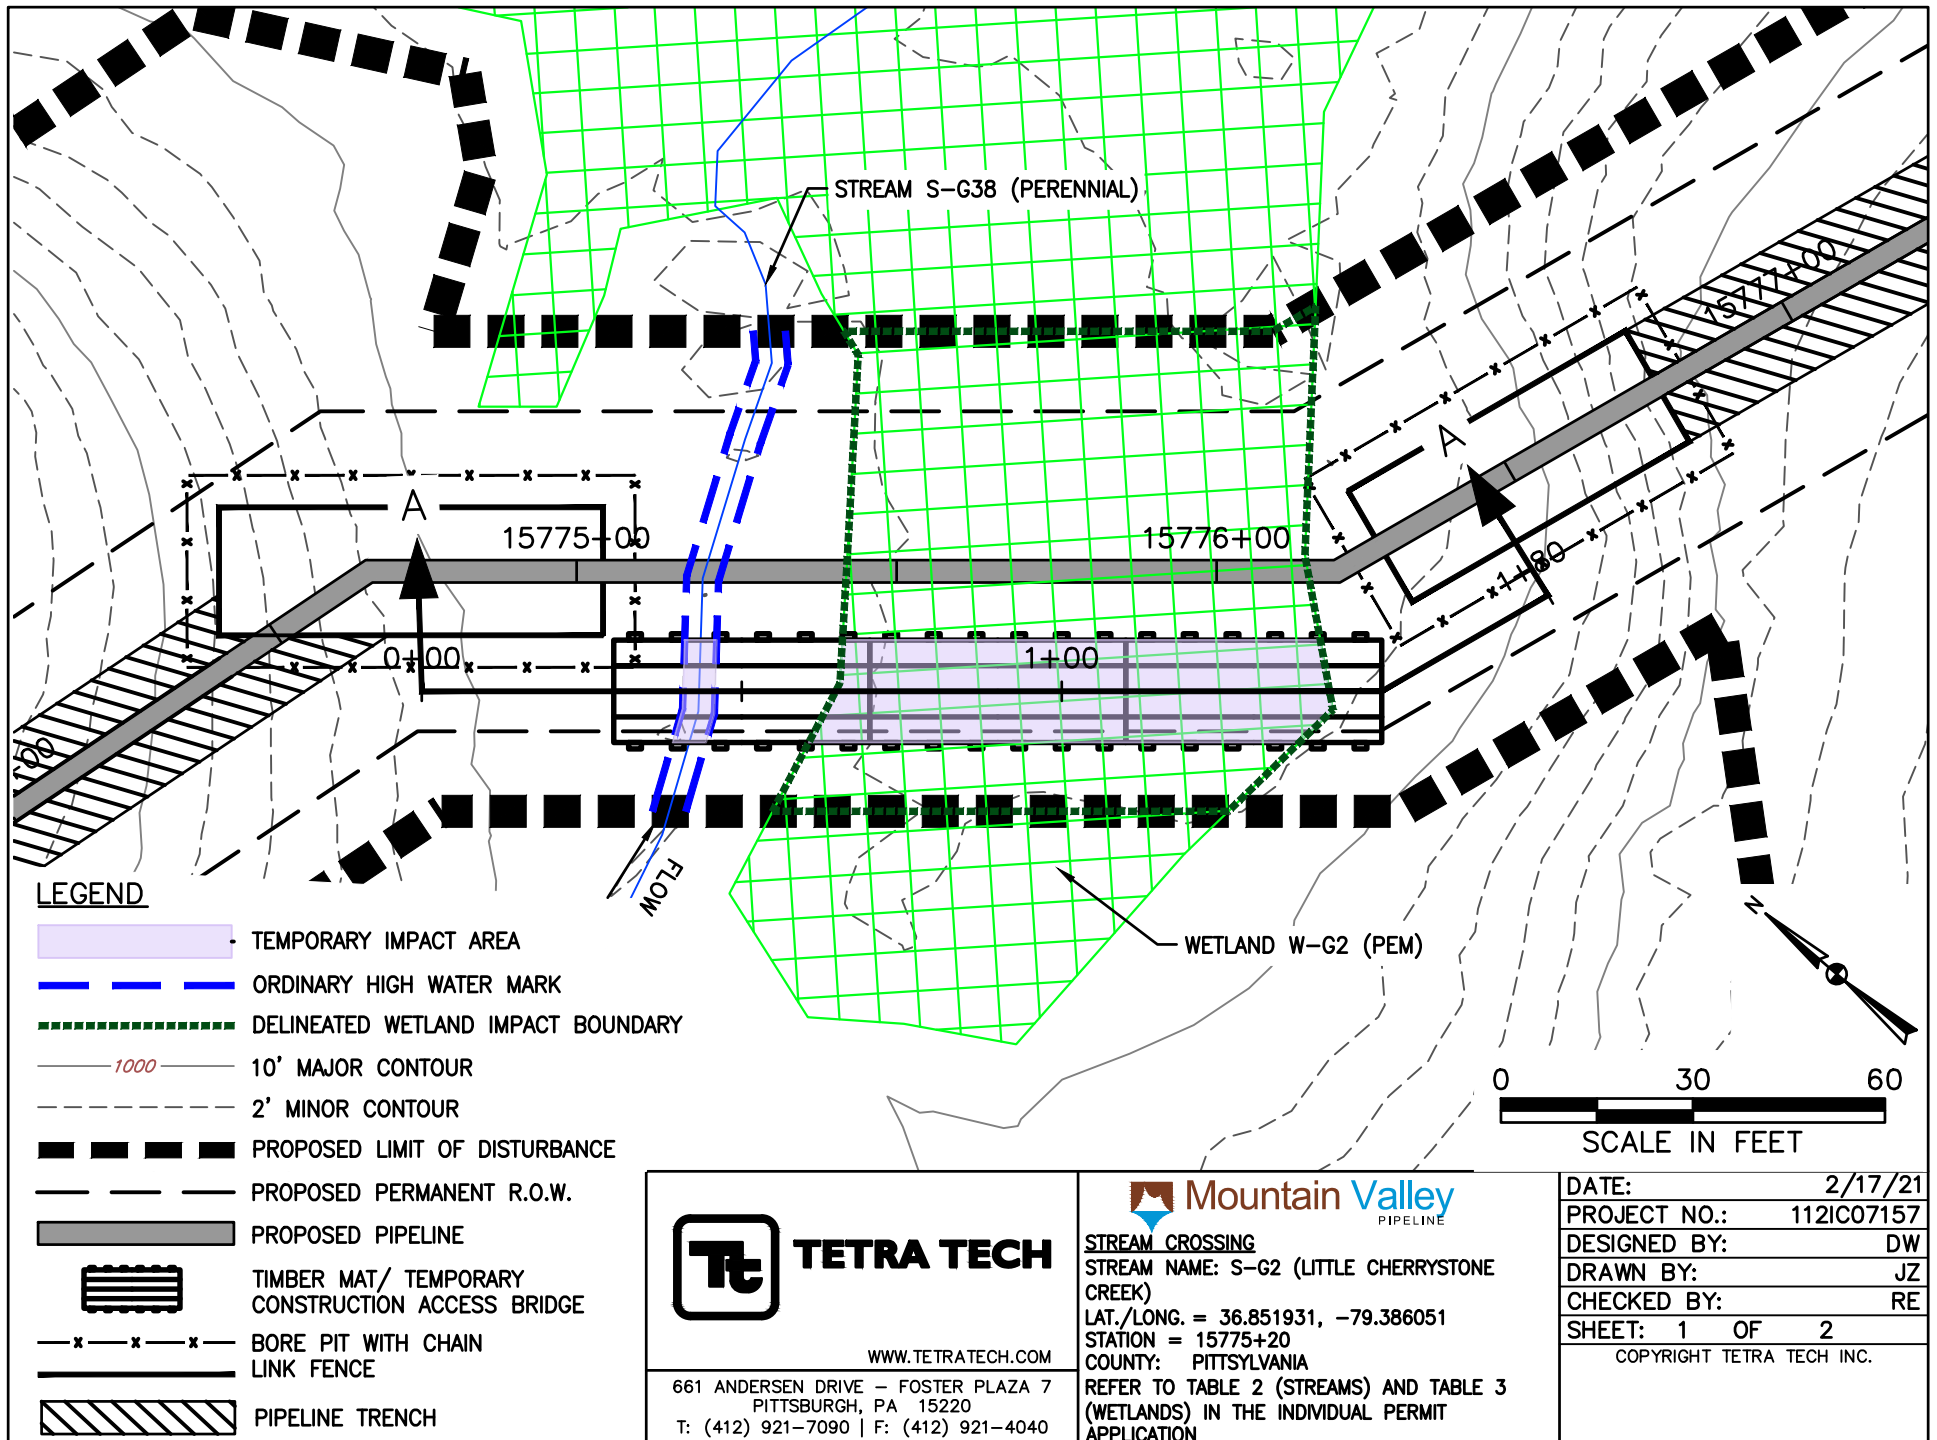 STREAM S-G38 (PERENNIAL)
15777+00
A
A
15775+00
15776+00
1+80
0+00
1+00
+00
FLOW
WETLAND W-G2 (PEM)
N
LEGEND
TEMPORARY IMPACT AREA
ORDINARY HIGH WATER MARK
DELINEATED WETLAND IMPACT BOUNDARY
1000
10' MAJOR CONTOUR
2' MINOR CONTOUR
PROPOSED LIMIT OF DISTURBANCE
PROPOSED PERMANENT R.O.W.
PROPOSED PIPELINE
TIMBER MAT/ TEMPORARY
CONSTRUCTION ACCESS BRIDGE
BORE PIT WITH CHAIN
LINK FENCE
PIPELINE TRENCH
0 30 60
SCALE IN FEET
Tt TETRA TECH
WWW.TETRATECH.COM
661 ANDERSEN DRIVE - FOSTER PLAZA 7
PITTSBURGH, PA 15220
T: (412) 921-7090 | F: (412) 921-4040
Mountain Valley
PIPELINE
STREAM CROSSING
STREAM NAME: S-G2 (LITTLE CHERRYSTONE
CREEK)
LAT./LONG. = 36.851931, -79.386051
STATION = 15775+20
COUNTY: PITTSYLVANIA
REFER TO TABLE 2 (STREAMS) AND TABLE 3
(WETLANDS) IN THE INDIVIDUAL PERMIT
APPLICATION
DATE: 2/17/21
PROJECT NO.: 112IC07157
DESIGNED BY: DW
DRAWN BY: JZ
CHECKED BY: RE
SHEET: 1 OF 2
COPYRIGHT TETRA TECH INC.